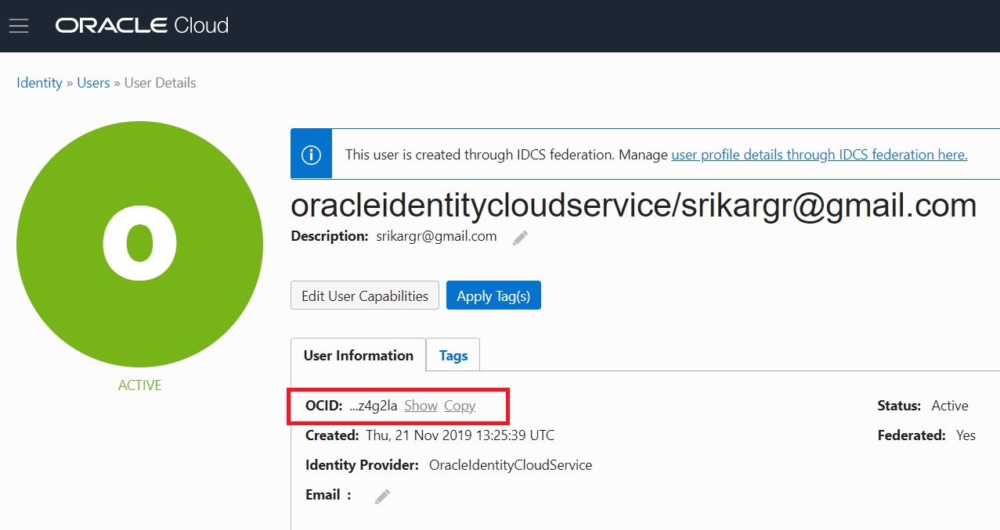 ORACLE Cloud
Identity » Users » User Details
O
ACTIVE
This user is created through IDCS federation. Manage user profile details through IDCS federation here.
oracleidentitycloudservice/srikargr@gmail.com
Description: srikargr@gmail.com
Edit User Capabilities Apply Tag(s)
User Information Tags
OCID: ...z4g2la Show Copy Status: Active
Created: Thu, 21 Nov 2019 13:25:39 UTC Federated: Yes
Identity Provider: OracleIdentityCloudService
Email :